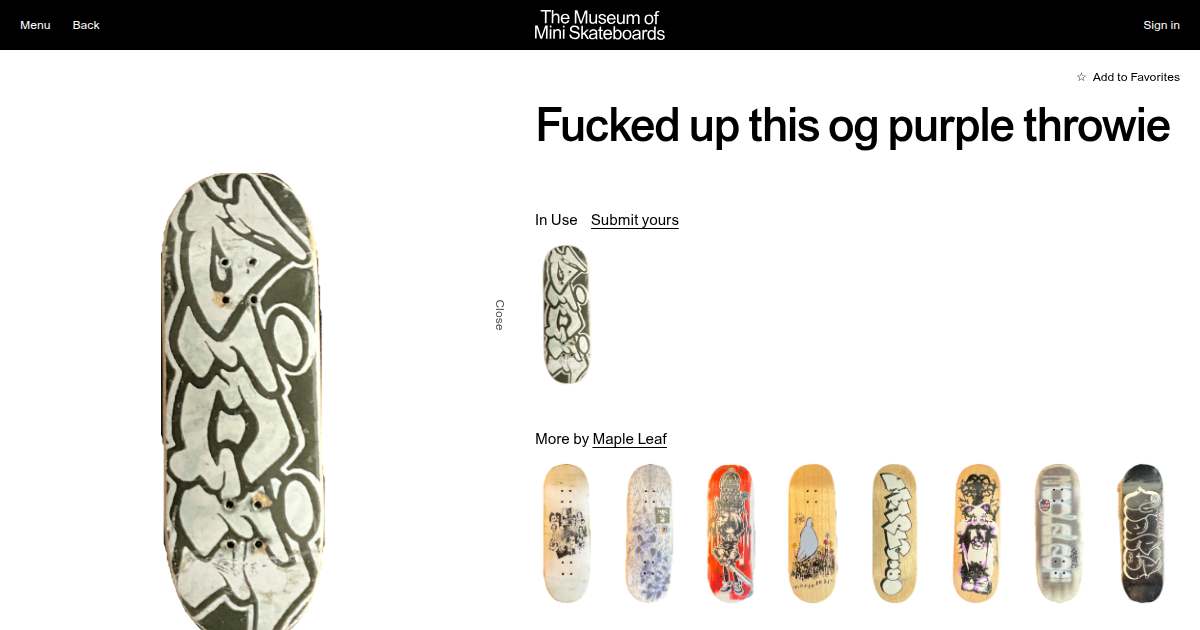 Menu
Back
The Museum of
Mini Skateboards
Sign in
☆ Add to Favorites
Fucked up this og purple throwie
In Use Submit yours
Close
More by Maple Leaf